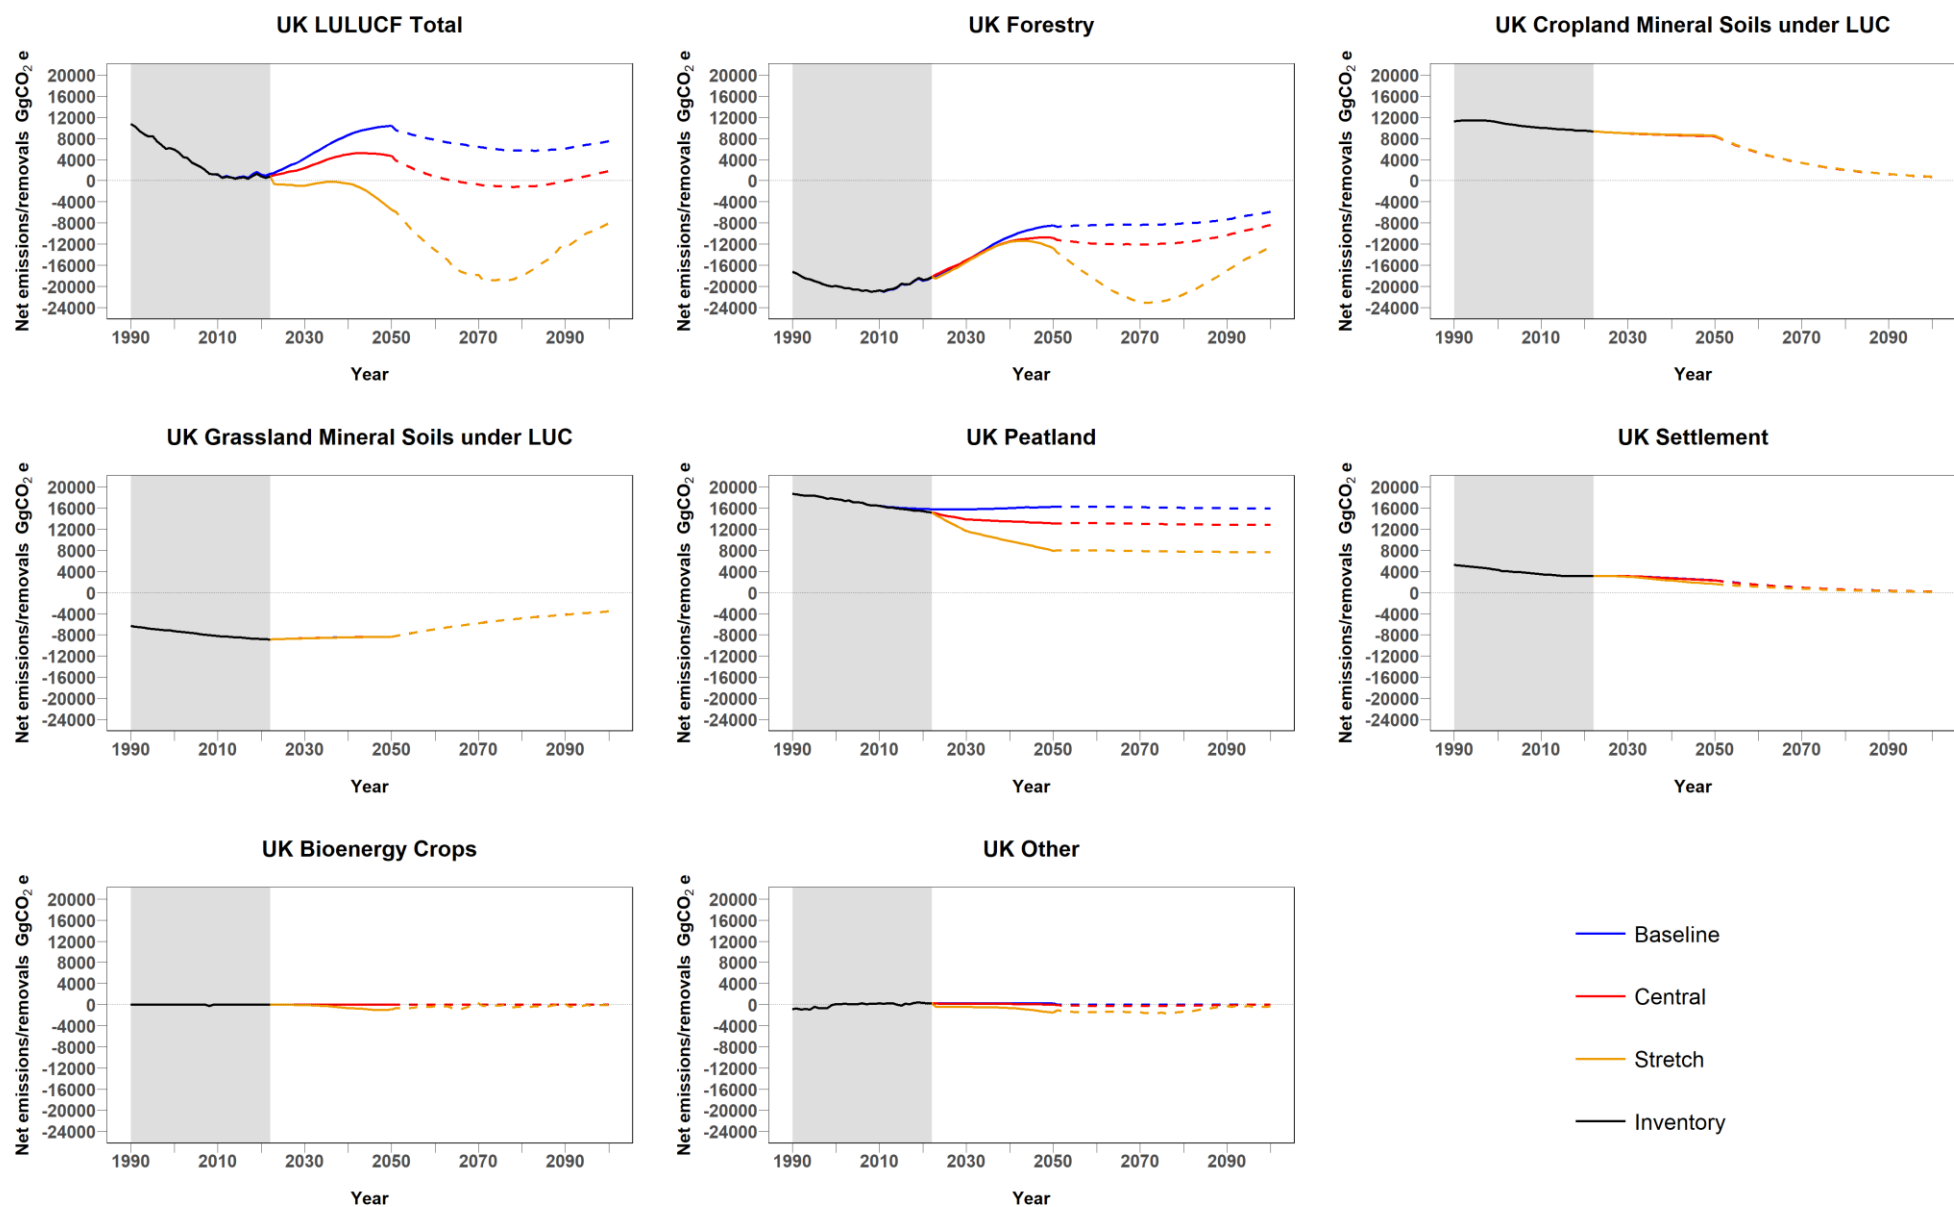 UK LULUCF Total
Net emissions/removals GgCO₂ e
20000
16000
12000
8000
4000
0
-4000
-8000
-12000
-16000
-20000
-24000
1990 2010 2030 2050 2070 2090
Year
UK Forestry
Net emissions/removals GgCO₂ e
20000
16000
12000
8000
4000
0
-4000
-8000
-12000
-16000
-20000
-24000
1990 2010 2030 2050 2070 2090
Year
UK Cropland Mineral Soils under LUC
Net emissions/removals GgCO₂ e
20000
16000
12000
8000
4000
0
-4000
-8000
-12000
-16000
-20000
-24000
1990 2010 2030 2050 2070 2090
Year
UK Grassland Mineral Soils under LUC
Net emissions/removals GgCO₂ e
20000
16000
12000
8000
4000
0
-4000
-8000
-12000
-16000
-20000
-24000
1990 2010 2030 2050 2070 2090
Year
UK Peatland
Net emissions/removals GgCO₂ e
20000
16000
12000
8000
4000
0
-4000
-8000
-12000
-16000
-20000
-24000
1990 2010 2030 2050 2070 2090
Year
UK Settlement
Net emissions/removals GgCO₂ e
20000
16000
12000
8000
4000
0
-4000
-8000
-12000
-16000
-20000
-24000
1990 2010 2030 2050 2070 2090
Year
UK Bioenergy Crops
Net emissions/removals GgCO₂ e
20000
16000
12000
8000
4000
0
-4000
-8000
-12000
-16000
-20000
-24000
1990 2010 2030 2050 2070 2090
Year
UK Other
Net emissions/removals GgCO₂ e
20000
16000
12000
8000
4000
0
-4000
-8000
-12000
-16000
-20000
-24000
1990 2010 2030 2050 2070 2090
Year
Baseline
Central
Stretch
Inventory